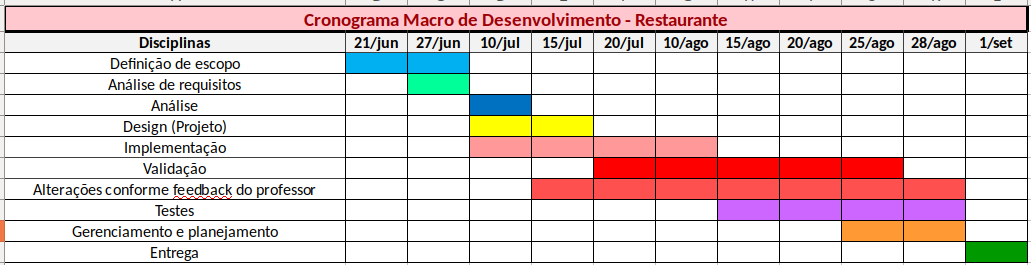 Cronograma Macro de Desenvolvimento - Restaurante
Disciplinas 21/jun 27/jun 10/jul 15/jul 20/jul 10/ago 15/ago 20/ago 25/ago 28/ago 1/set
Definição de escopo
Análise de requisitos
Análise
Design (Projeto)
Implementação
Validação
Alterações conforme feedback do professor
Testes
Gerenciamento e planejamento
Entrega